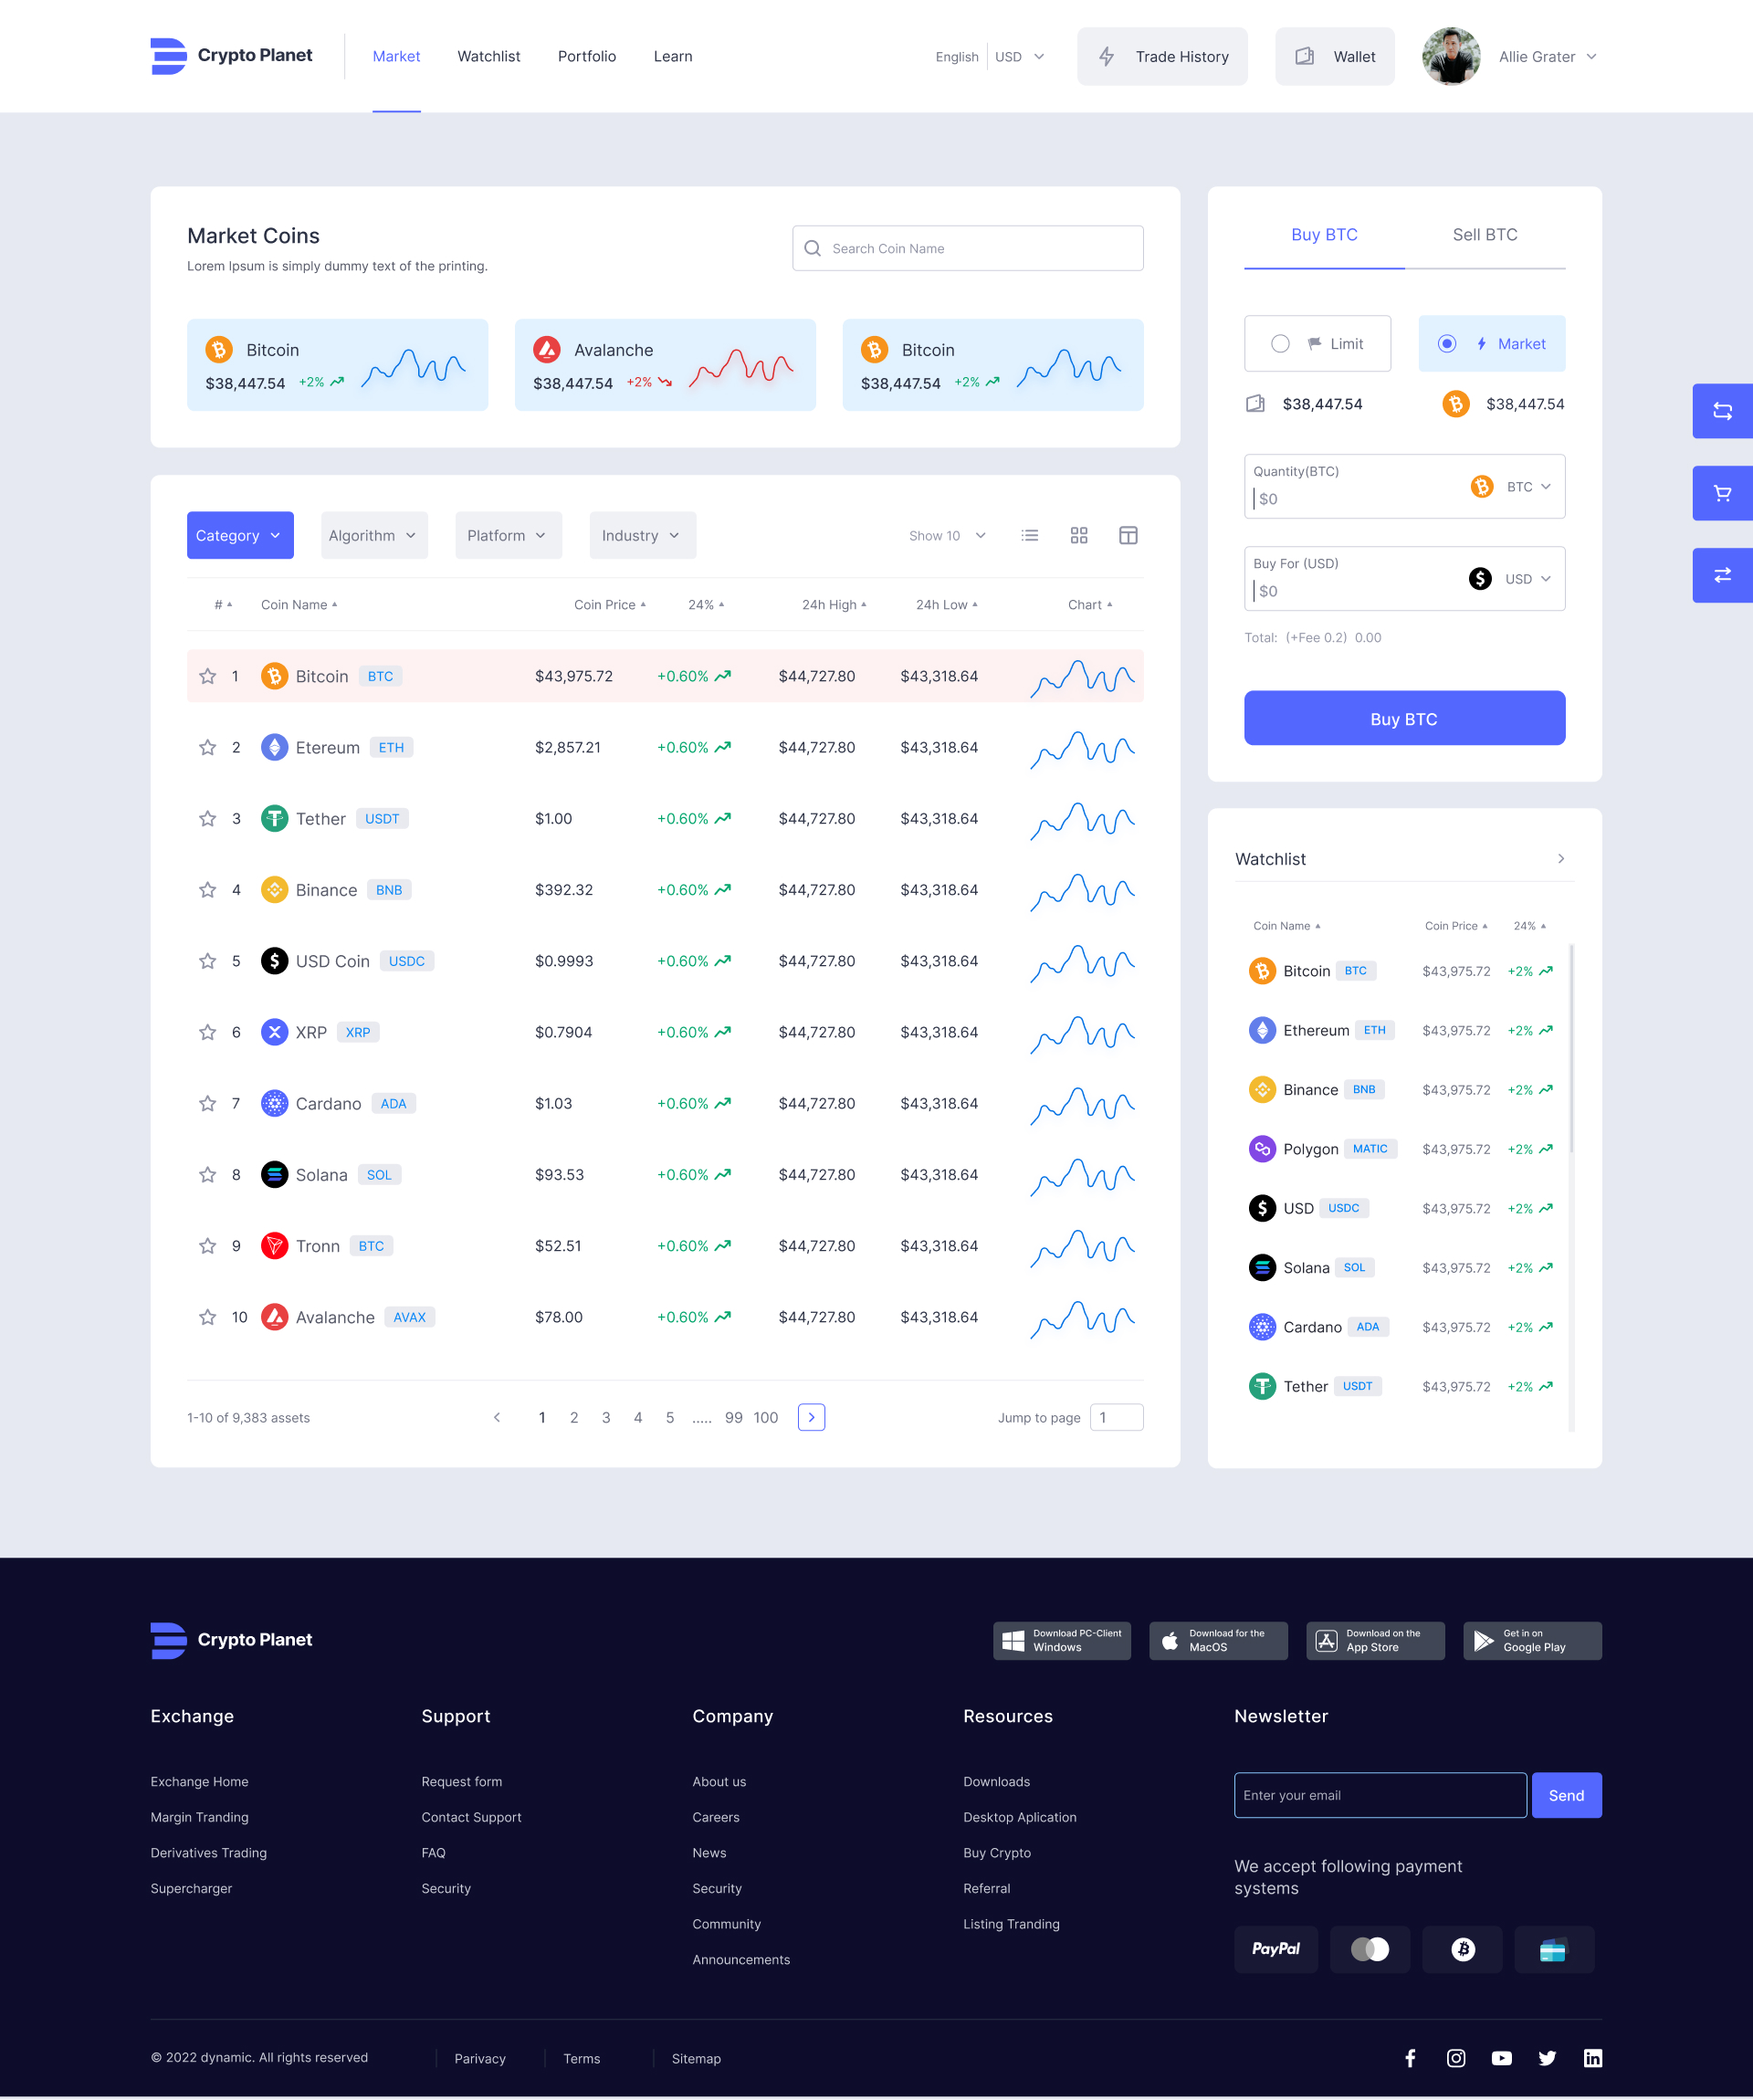 Crypto Planet
Market Watchlist Portfolio Learn
English USD
Trade History
Wallet
Allie Grater
Market Coins
Lorem Ipsum is simply dummy text of the printing.
Search Coin Name
Bitcoin
$38,447.54 +2%
Avalanche
$38,447.54 +2%
Bitcoin
$38,447.54 +2%
Category Algorithm Platform Industry Show 10
# Coin Name Coin Price 24% 24h High 24h Low Chart
1 Bitcoin BTC $43,975.72 +0.60% $44,727.80 $43,318.64
2 Etereum ETH $2,857.21 +0.60% $44,727.80 $43,318.64
3 Tether USDT $1.00 +0.60% $44,727.80 $43,318.64
4 Binance BNB $392.32 +0.60% $44,727.80 $43,318.64
5 USD Coin USDC $0.9993 +0.60% $44,727.80 $43,318.64
6 XRP XRP $0.7904 +0.60% $44,727.80 $43,318.64
7 Cardano ADA $1.03 +0.60% $44,727.80 $43,318.64
8 Solana SOL $93.53 +0.60% $44,727.80 $43,318.64
9 Tronn BTC $52.51 +0.60% $44,727.80 $43,318.64
10 Avalanche AVAX $78.00 +0.60% $44,727.80 $43,318.64
1-10 of 9,383 assets
1 2 3 4 5 ..... 99 100
Jump to page 1
Buy BTC Sell BTC
Limit Market
$38,447.54 $38,447.54
Quantity(BTC)
$0
BTC
Buy For (USD)
$0
USD
Total: (+Fee 0.2) 0.00
Buy BTC
Watchlist
Coin Name Coin Price 24%
Bitcoin BTC $43,975.72 +2%
Ethereum ETH $43,975.72 +2%
Binance BNB $43,975.72 +2%
Polygon MATIC $43,975.72 +2%
USD USDC $43,975.72 +2%
Solana SOL $43,975.72 +2%
Cardano ADA $43,975.72 +2%
Tether USDT $43,975.72 +2%
Crypto Planet
Download PC-Client
Windows
Download for the
MacOS
Download on the
App Store
Get in on
Google Play
Exchange
Exchange Home
Margin Tranding
Derivatives Trading
Supercharger
Support
Request form
Contact Support
FAQ
Security
Company
About us
Careers
News
Security
Community
Announcements
Resources
Downloads
Desktop Aplication
Buy Crypto
Referral
Listing Tranding
Newsletter
Enter your email
Send
We accept following payment
systems
PayPal
© 2022 dynamic. All rights reserved
Parivacy
Terms
Sitemap